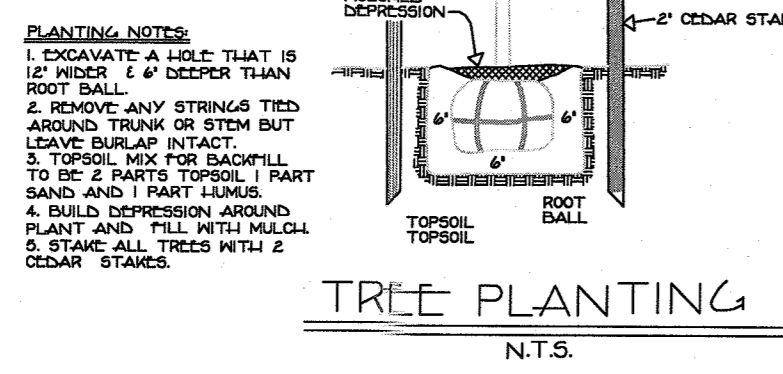 PLANTING NOTES:
1. EXCAVATE A HOLE THAT IS
12" WIDER & 6" DEEPER THAN
ROOT BALL.
2. REMOVE ANY STRINGS TIED
AROUND TRUNK OR STEM BUT
LEAVE BURLAP INTACT.
3. TOPSOIL MIX FOR BACKFILL
TO BE 2 PARTS TOPSOIL 1 PART
SAND AND 1 PART HUMUS.
4. BUILD DEPRESSION AROUND
PLANT AND FILL WITH MULCH.
5. STAKE ALL TREES WITH 2
CEDAR STAKES.
DEPRESSION
2" CEDAR STA
6"
6"
6"
ROOT
BALL
TOPSOIL
TOPSOIL
TREE PLANTING
N.T.S.